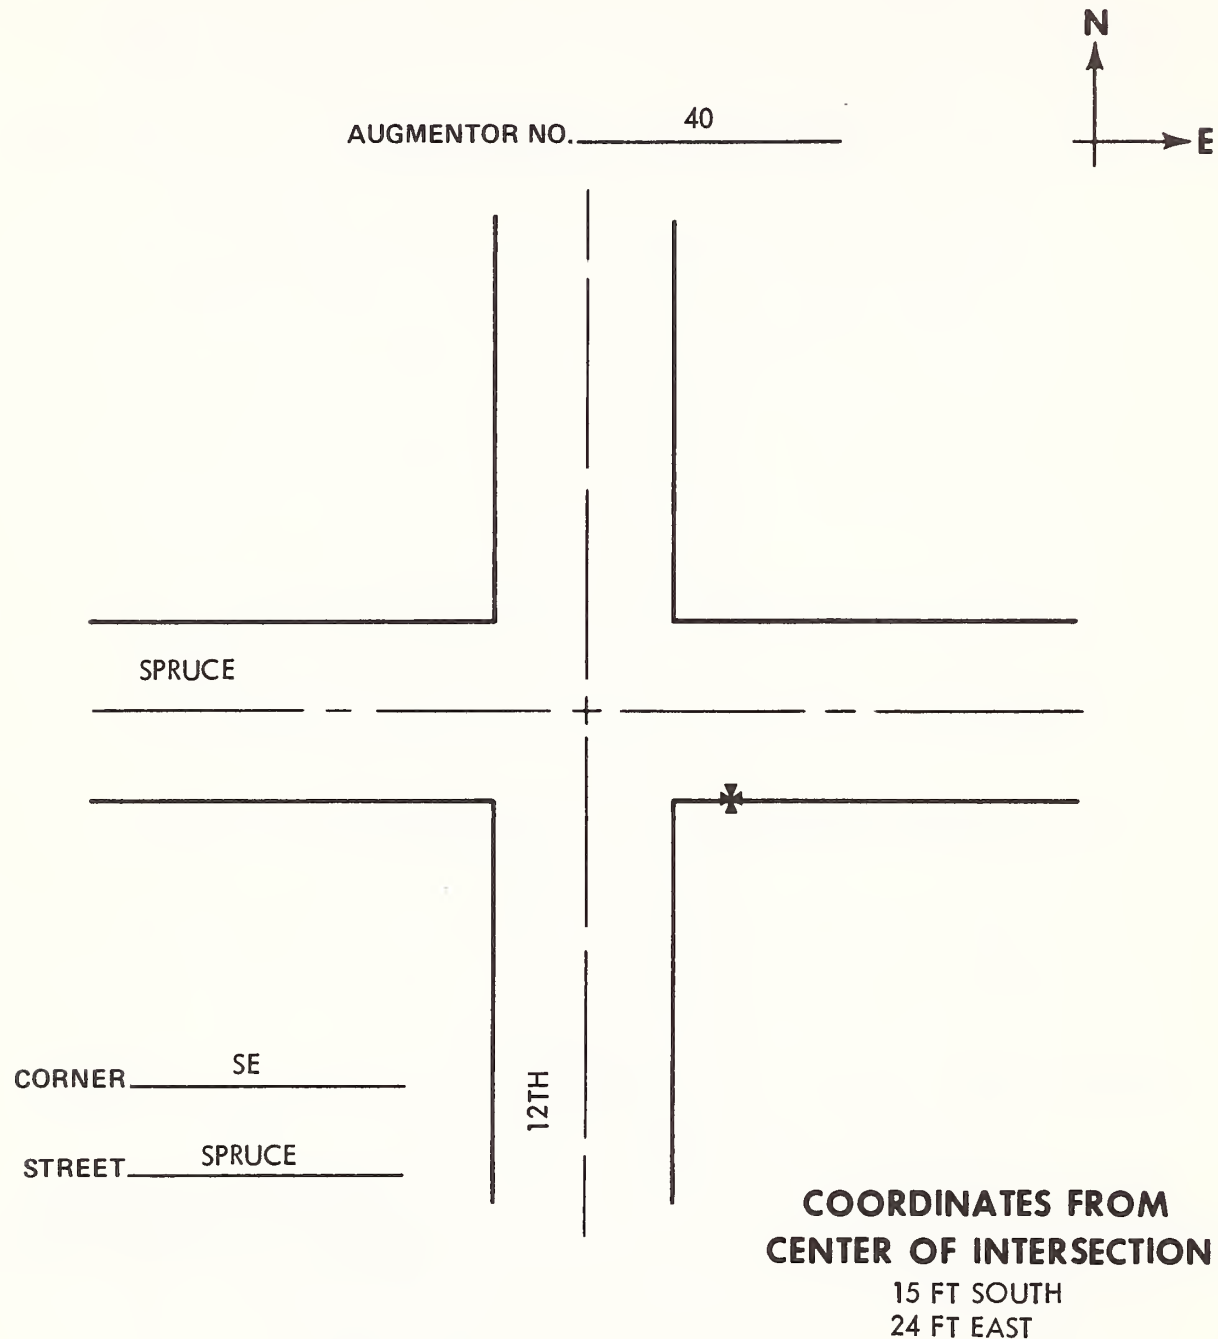 N
E
AUGMENTOR NO. 40
SPRUCE
CORNER SE
12TH
STREET SPRUCE
COORDINATES FROM
CENTER OF INTERSECTION
15 FT SOUTH
24 FT EAST